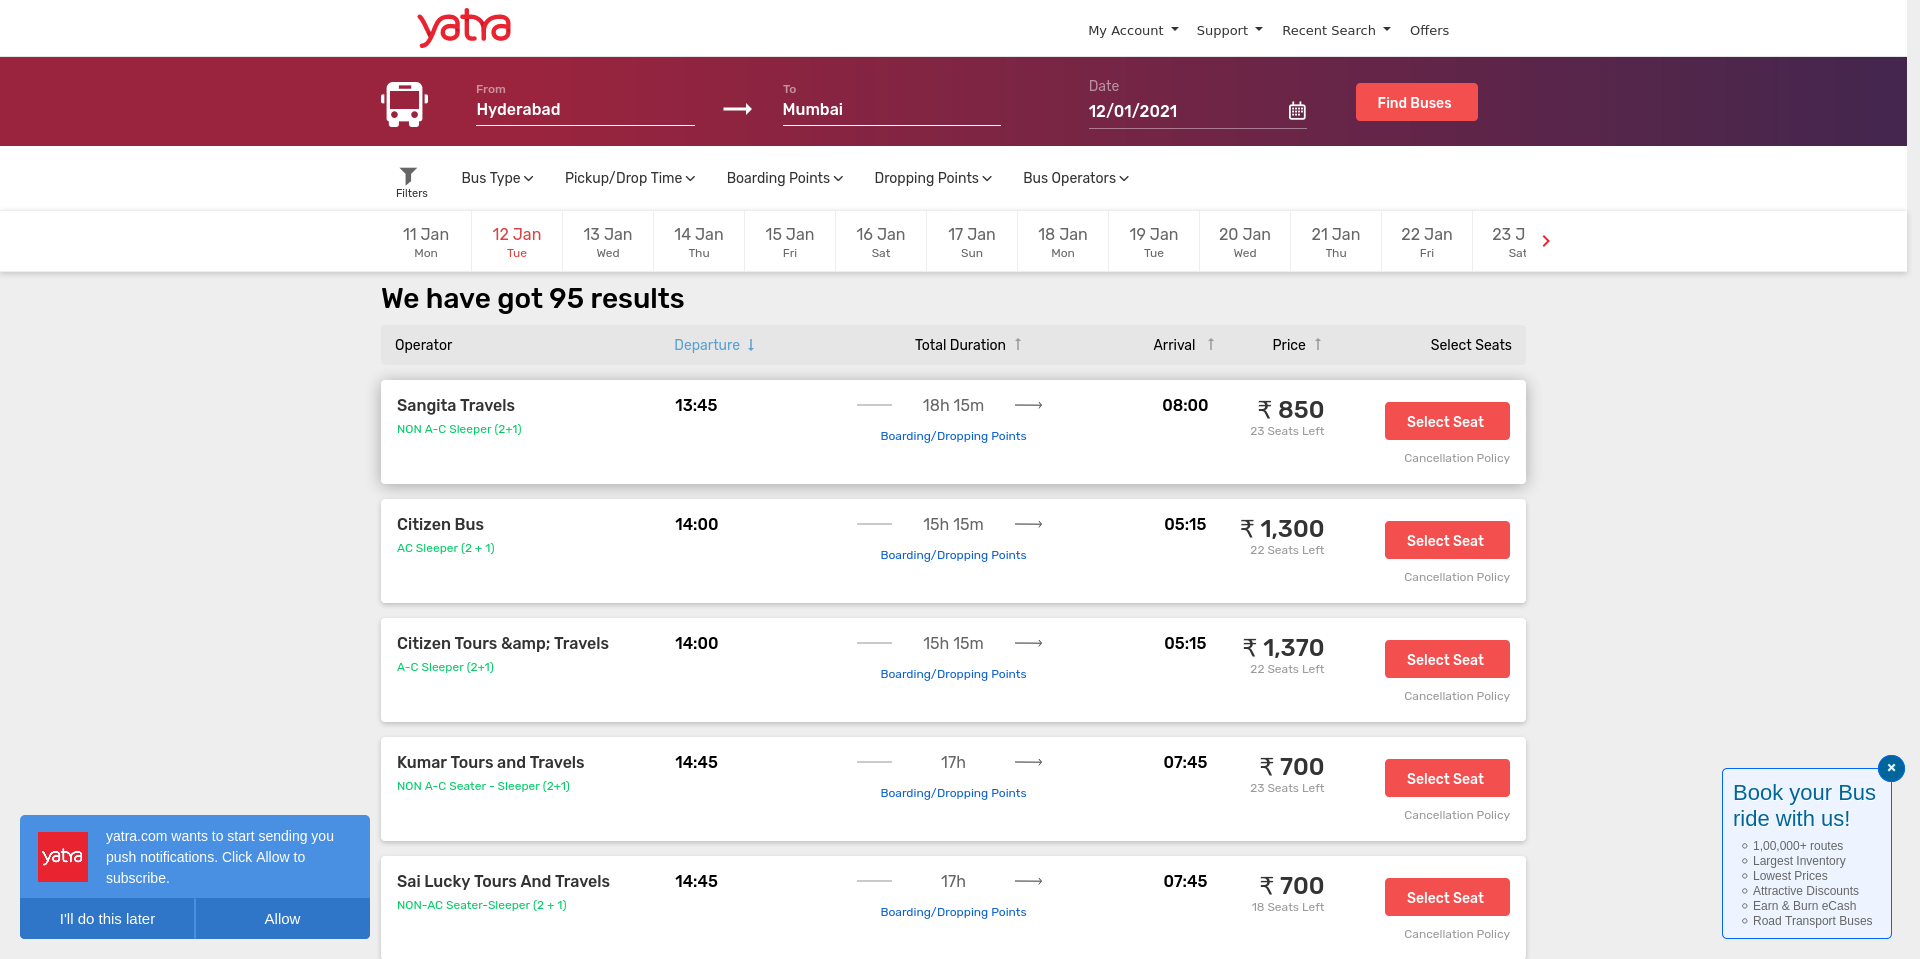 yatra
My Account
Support
Recent Search
Offers
From
Hyderabad
To
Mumbai
Date
12/01/2021
Find Buses
Filters
Bus Type
Pickup/Drop Time
Boarding Points
Dropping Points
Bus Operators
11 Jan
Mon
12 Jan
Tue
13 Jan
Wed
14 Jan
Thu
15 Jan
Fri
16 Jan
Sat
17 Jan
Sun
18 Jan
Mon
19 Jan
Tue
20 Jan
Wed
21 Jan
Thu
22 Jan
Fri
23 J
Sat
We have got 95 results
Operator
Departure ↓
Total Duration ↑
Arrival ↑
Price ↑
Select Seats
Sangita Travels
NON A-C Sleeper (2+1)
13:45
18h 15m
Boarding/Dropping Points
08:00
₹ 850
23 Seats Left
Select Seat
Cancellation Policy
Citizen Bus
AC Sleeper (2 + 1)
14:00
15h 15m
Boarding/Dropping Points
05:15
₹ 1,300
22 Seats Left
Select Seat
Cancellation Policy
Citizen Tours &amp; Travels
A-C Sleeper (2+1)
14:00
15h 15m
Boarding/Dropping Points
05:15
₹ 1,370
22 Seats Left
Select Seat
Cancellation Policy
Kumar Tours and Travels
NON A-C Seater - Sleeper (2+1)
14:45
17h
Boarding/Dropping Points
07:45
₹ 700
23 Seats Left
Select Seat
Cancellation Policy
Sai Lucky Tours And Travels
NON-AC Seater-Sleeper (2 + 1)
14:45
17h
Boarding/Dropping Points
07:45
₹ 700
18 Seats Left
Select Seat
Cancellation Policy
yatra
yatra.com wants to start sending you
push notifications. Click Allow to
subscribe.
I'll do this later
Allow
×
Book your Bus
ride with us!
1,00,000+ routes
Largest Inventory
Lowest Prices
Attractive Discounts
Earn & Burn eCash
Road Transport Buses